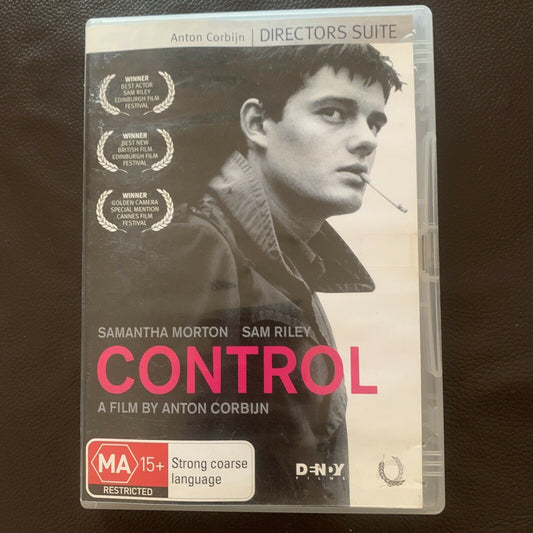 Anton Corbijn | DIRECTORS SUITE
WINNER
BEST ACTOR
SAM RILEY
EDINBURGH FILM
FESTIVAL
WINNER
BEST NEW
BRITISH FILM
EDINBURGH FILM
FESTIVAL
WINNER
GOLDEN CAMERA
SPECIAL MENTION
CANNES FILM
FESTIVAL
SAMANTHA MORTON SAM RILEY
CONTROL
A FILM BY ANTON CORBIJN
MA 15+
RESTRICTED
Strong coarse
language
DENDY
FILMS